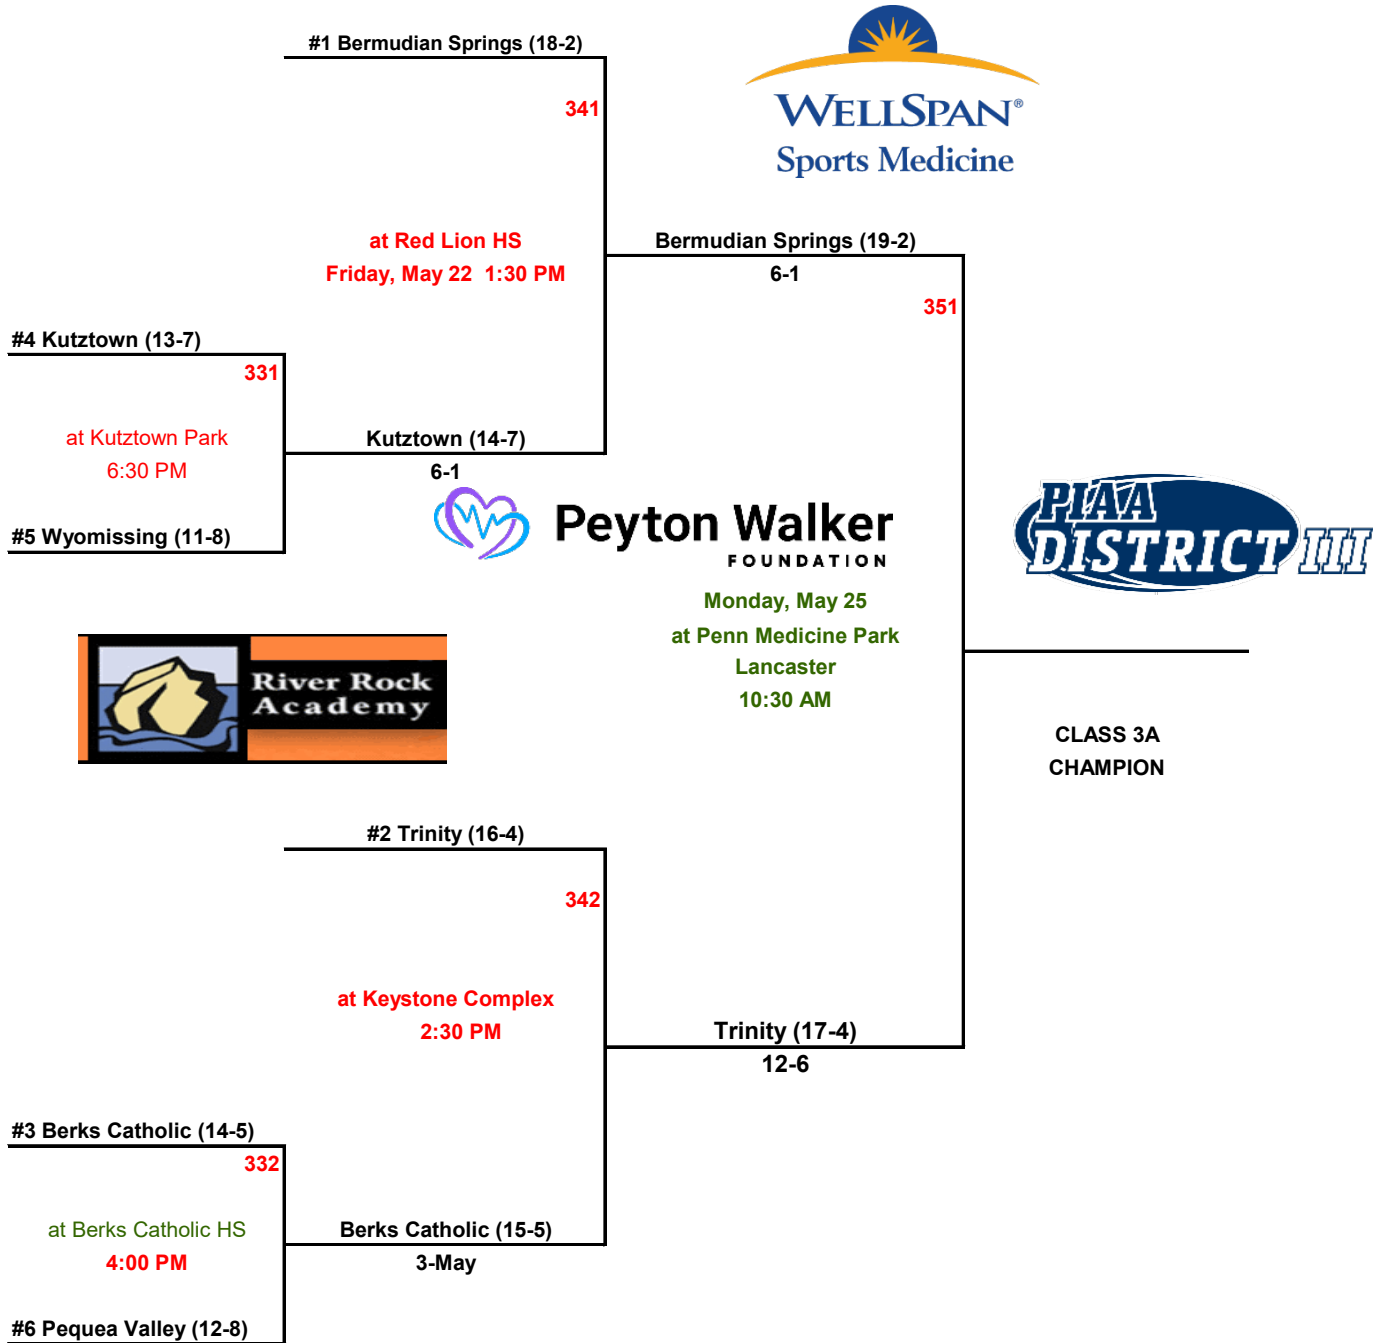 #1 Bermudian Springs (18-2)
341
WELLSPAN®
Sports Medicine
at Red Lion HS
Friday, May 22  1:30 PM
Bermudian Springs (19-2)
6-1
351
#4 Kutztown (13-7)
331
at Kutztown Park
6:30 PM
Kutztown (14-7)
6-1
#5 Wyomissing (11-8)
Peyton Walker
FOUNDATION
PIAA
DISTRICT III
Monday, May 25
at Penn Medicine Park
Lancaster
10:30 AM
River Rock
Academy
CLASS 3A
CHAMPION
#2 Trinity (16-4)
342
at Keystone Complex
2:30 PM
Trinity (17-4)
12-6
#3 Berks Catholic (14-5)
332
at Berks Catholic HS
4:00 PM
Berks Catholic (15-5)
3-May
#6 Pequea Valley (12-8)